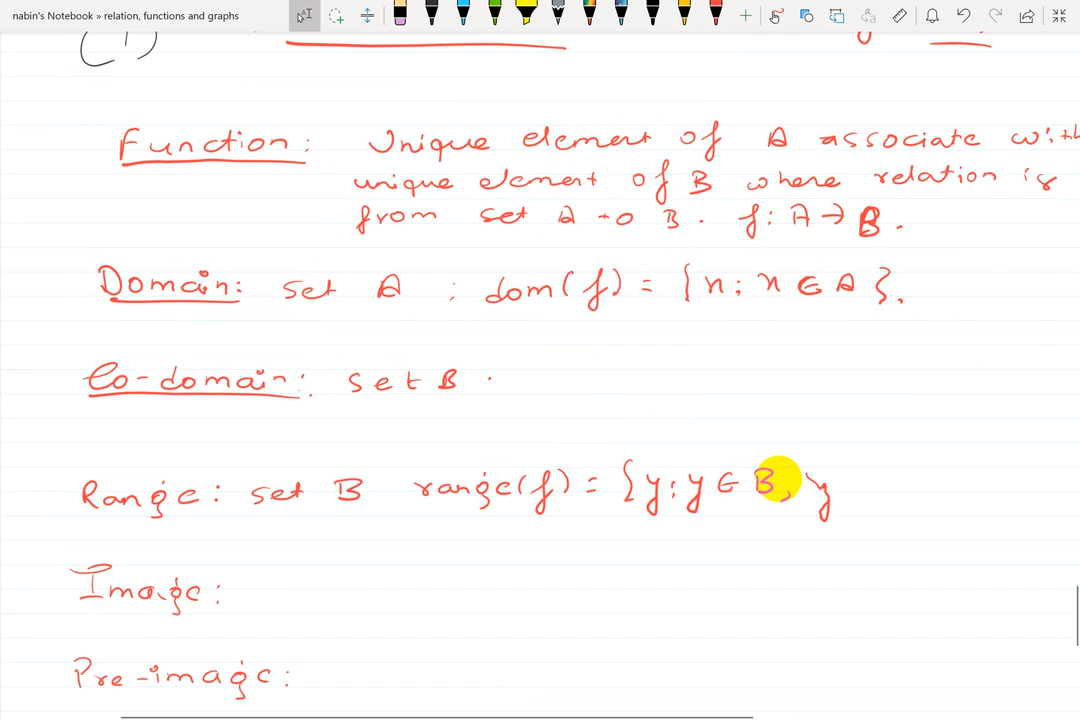 nabin's Notebook » relation, functions and graphs
(1)
Function: Unique element of A associate with
unique element of B where relation is
from set A to B. f: A → B.
Domain: set A ; dom(f) = {x; x ∈ A}.
Co-domain: set B.
Range: set B range(f) = {y; y ∈ B, y
Image:
Pre-image: